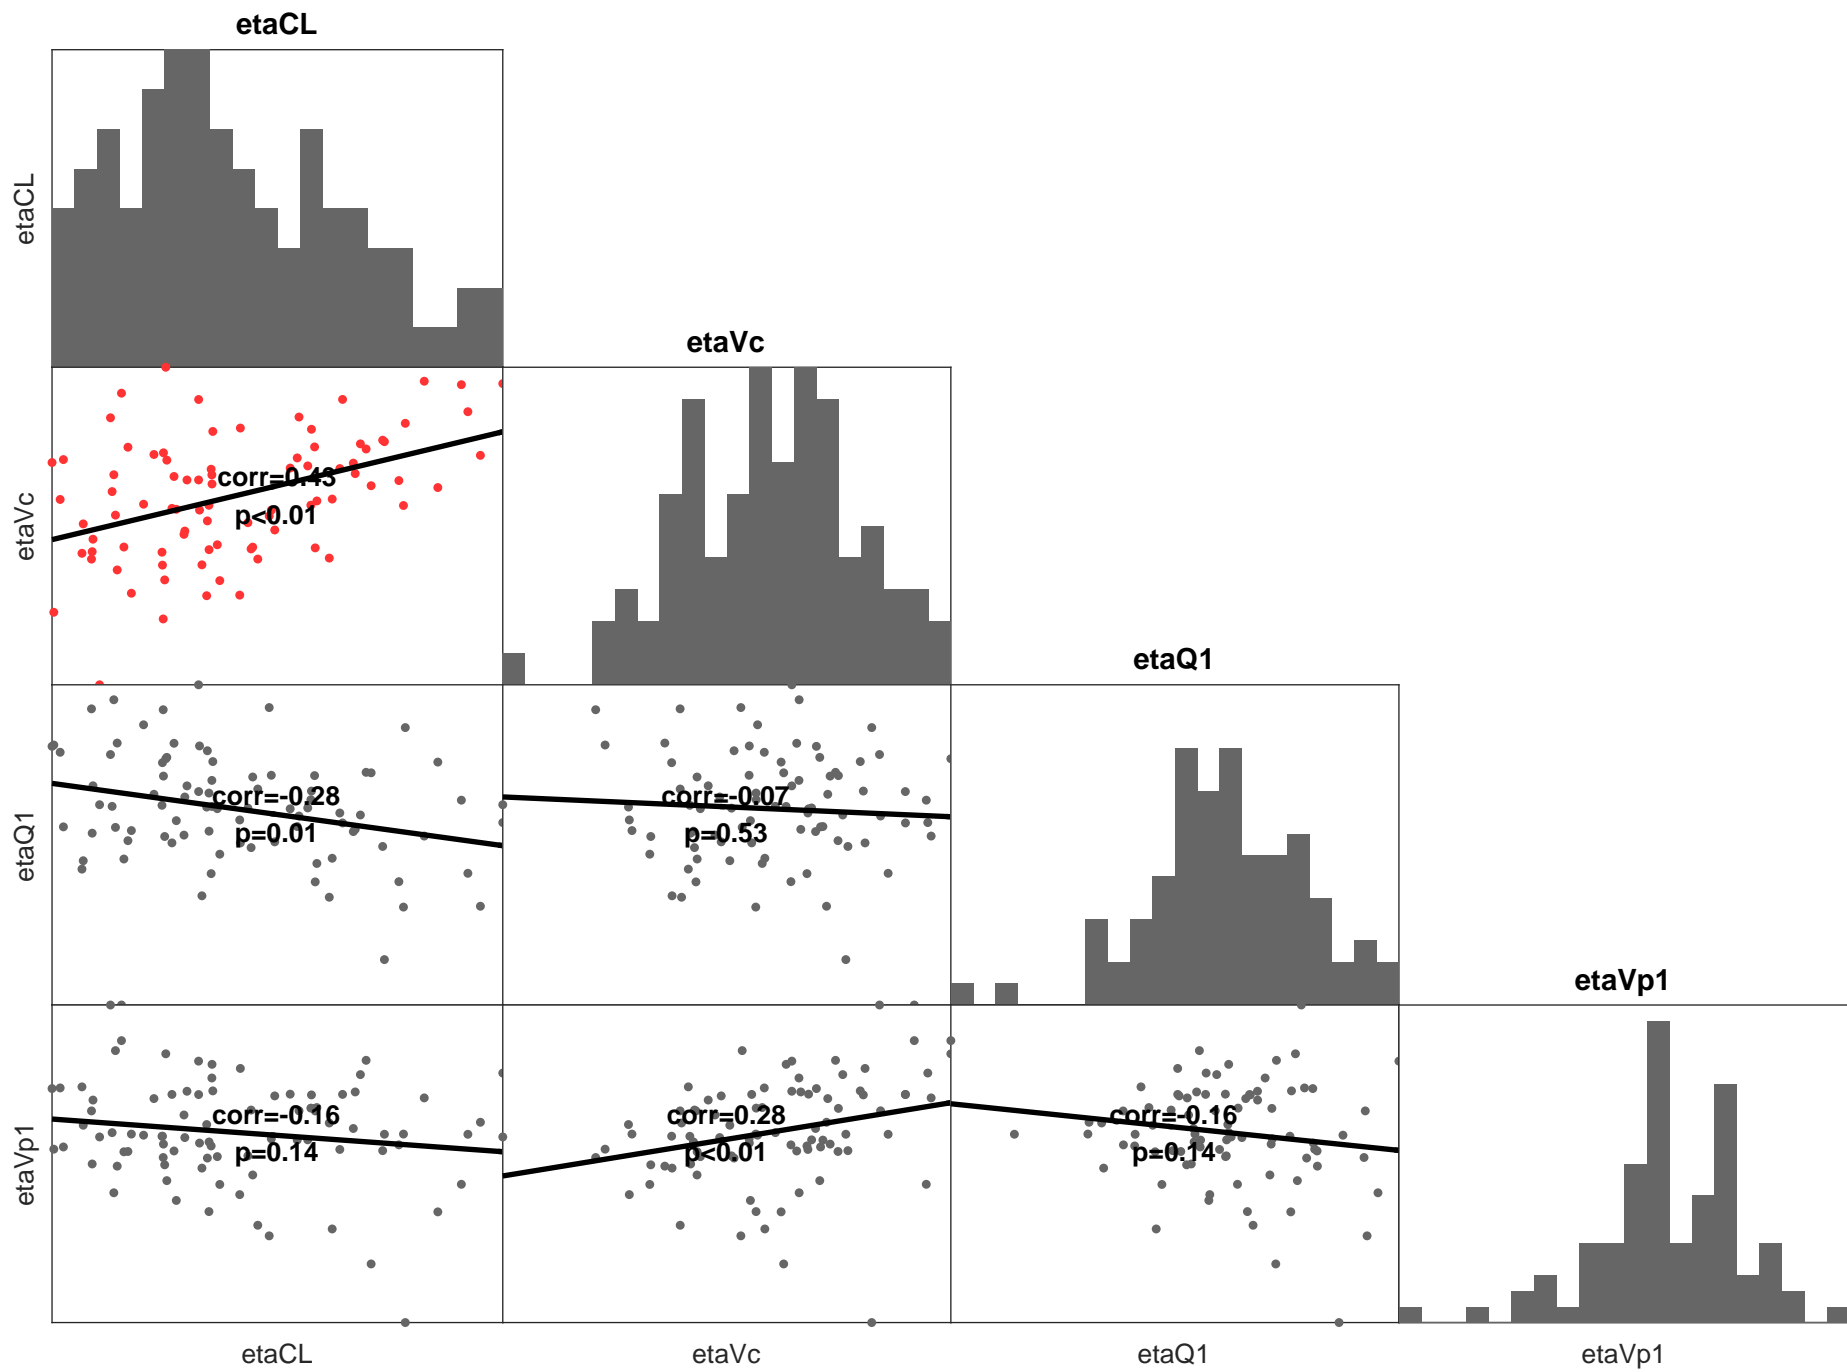 etaCL
etaCL
etaVc
etaVc
corr=0.43
p<0.01
etaQ1
etaQ1
corr=-0.28
p=0.01
corr=-0.07
p=0.53
etaVp1
etaVp1
corr=-0.16
p=0.14
corr=0.28
p<0.01
corr=-0.16
p=0.14
etaCL
etaVc
etaQ1
etaVp1